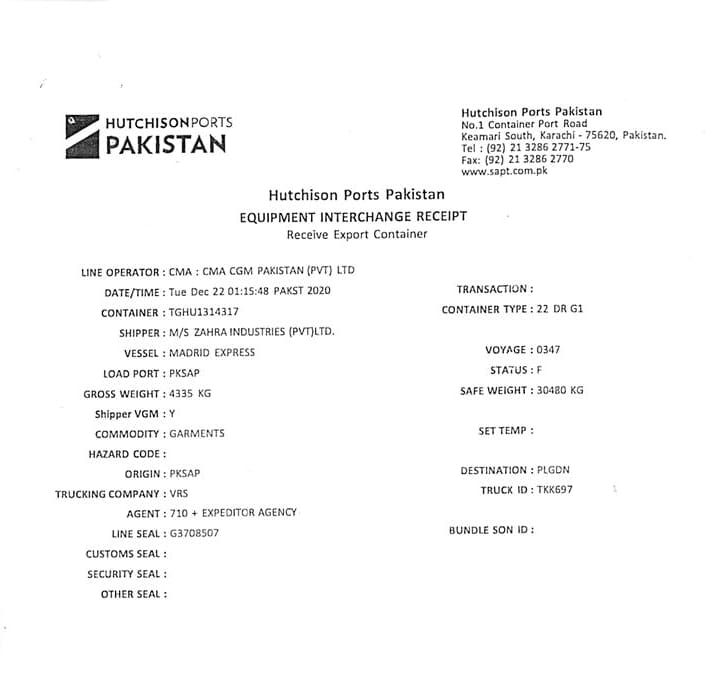 HUTCHISON PORTS
PAKISTAN
Hutchison Ports Pakistan
No.1 Container Port Road
Keamari South, Karachi - 75620, Pakistan.
Tel : (92) 21 3286 2771-75
Fax: (92) 21 3286 2770
www.sapt.com.pk
Hutchison Ports Pakistan
EQUIPMENT INTERCHANGE RECEIPT
Receive Export Container
LINE OPERATOR : CMA : CMA CGM PAKISTAN (PVT) LTD
DATE/TIME : Tue Dec 22 01:15:48 PAKST 2020 TRANSACTION :
CONTAINER : TGHU1314317 CONTAINER TYPE : 22 DR G1
SHIPPER : M/S ZAHRA INDUSTRIES (PVT)LTD.
VESSEL : MADRID EXPRESS VOYAGE : 0347
LOAD PORT : PKSAP STATUS : F
GROSS WEIGHT : 4335 KG SAFE WEIGHT : 30480 KG
Shipper VGM : Y
COMMODITY : GARMENTS SET TEMP :
HAZARD CODE :
ORIGIN : PKSAP DESTINATION : PLGDN
TRUCKING COMPANY : VRS TRUCK ID : TKK697
AGENT : 710 + EXPEDITOR AGENCY
LINE SEAL : G3708507 BUNDLE SON ID :
CUSTOMS SEAL :
SECURITY SEAL :
OTHER SEAL :